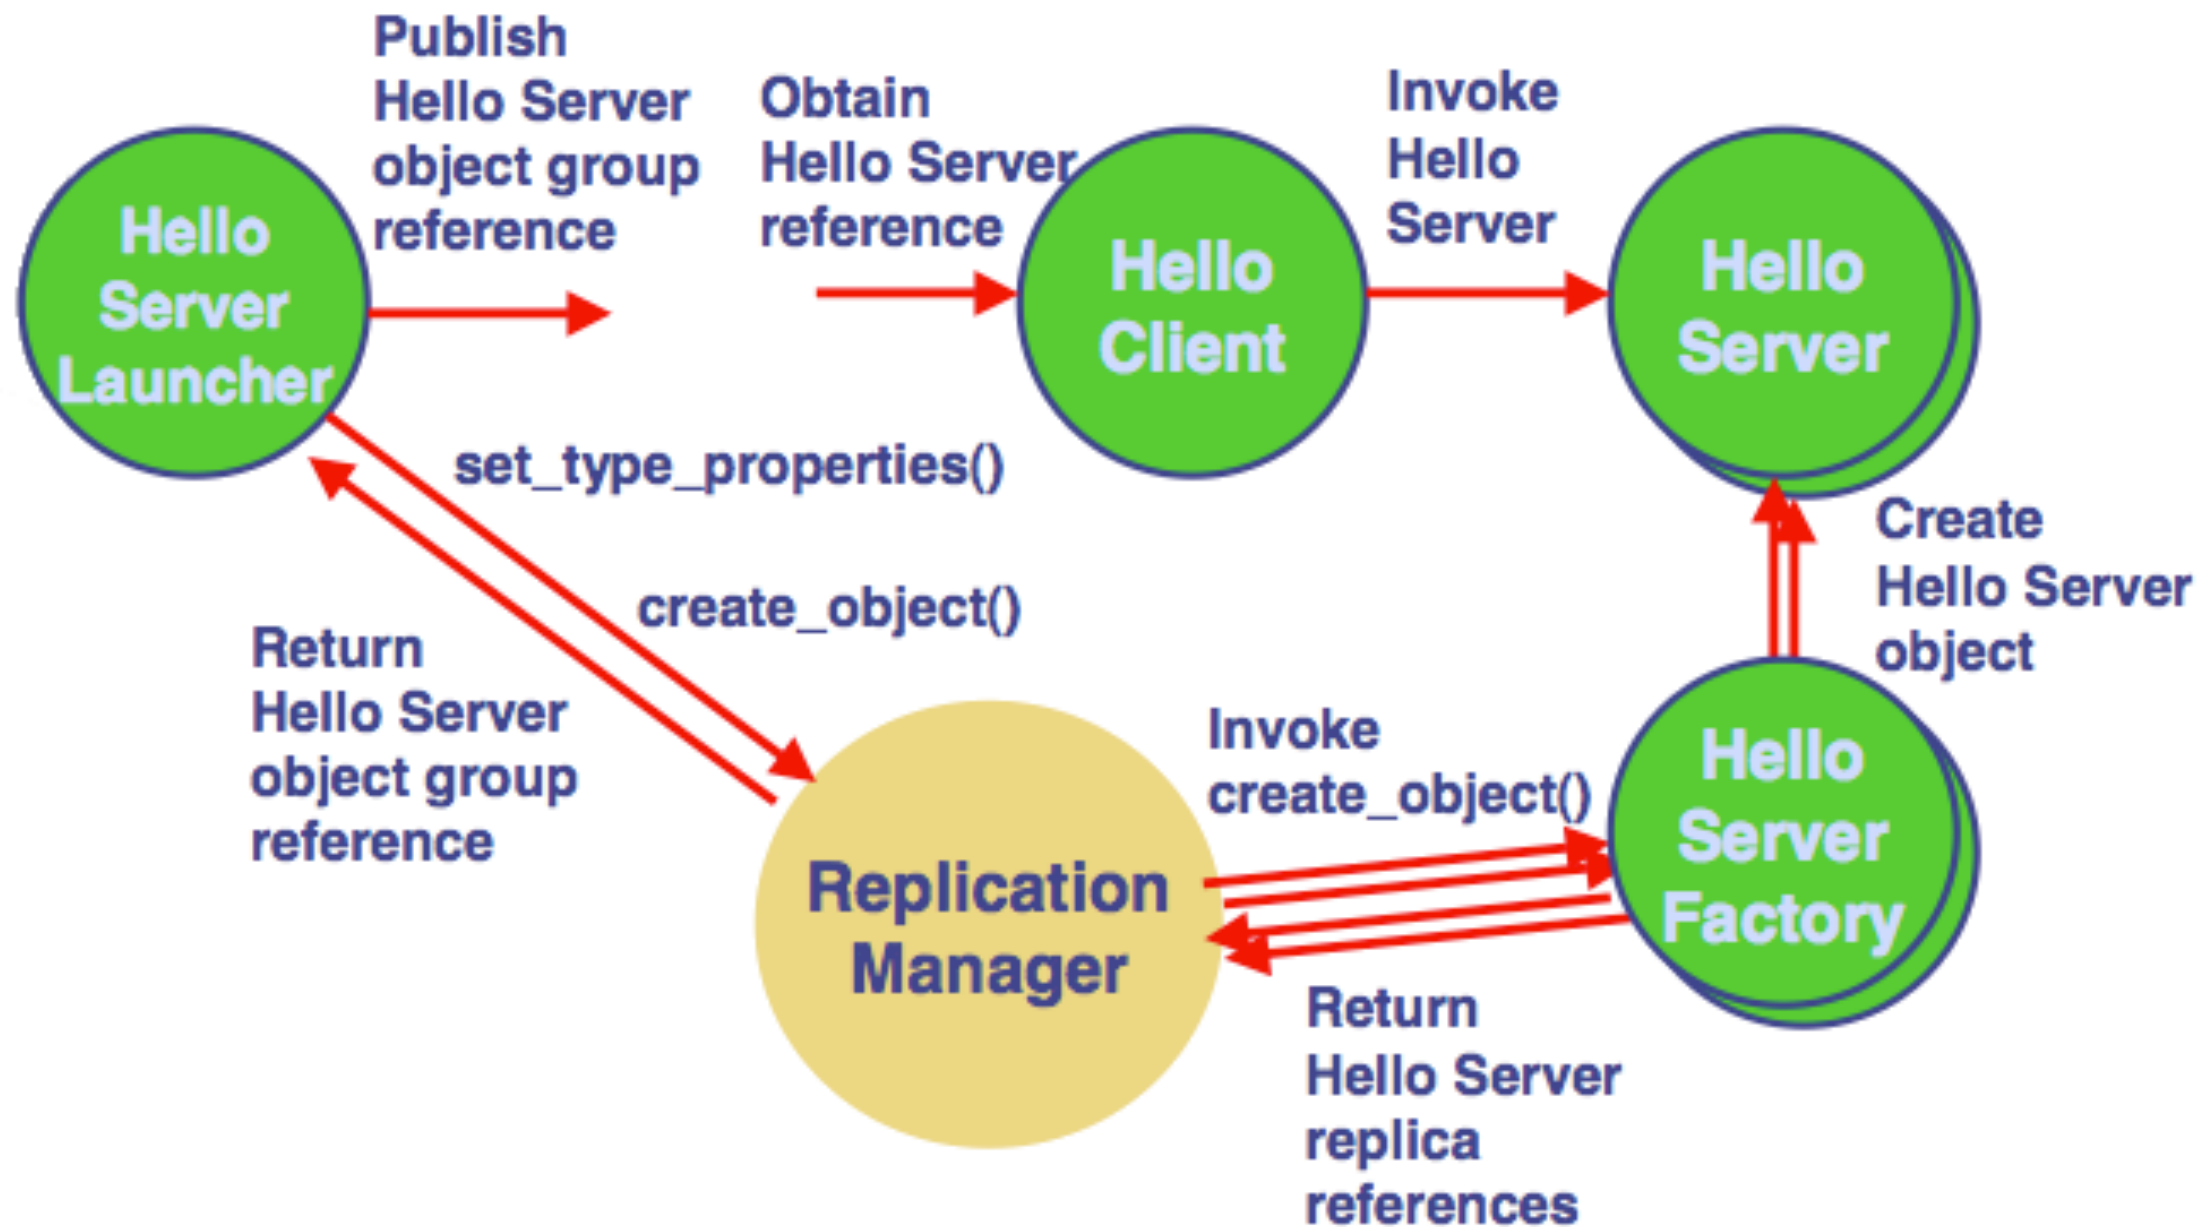 Publish
Hello Server
object group
reference
Obtain
Hello Server
reference
Invoke
Hello
Server
Hello
Server
Launcher
Hello
Client
Hello
Server
set_type_properties()
create_object()
Create
Hello Server
object
Return
Hello Server
object group
reference
Replication
Manager
Invoke
create_object()
Hello
Server
Factory
Return
Hello Server
replica
references